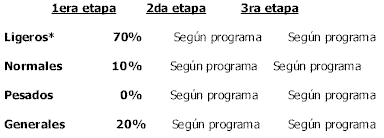 1era etapa 2da etapa 3ra etapa
Ligeros* 70% Según programa Según programa
Normales 10% Según programa Según programa
Pesados 0% Según programa Según programa
Generales 20% Según programa Según programa